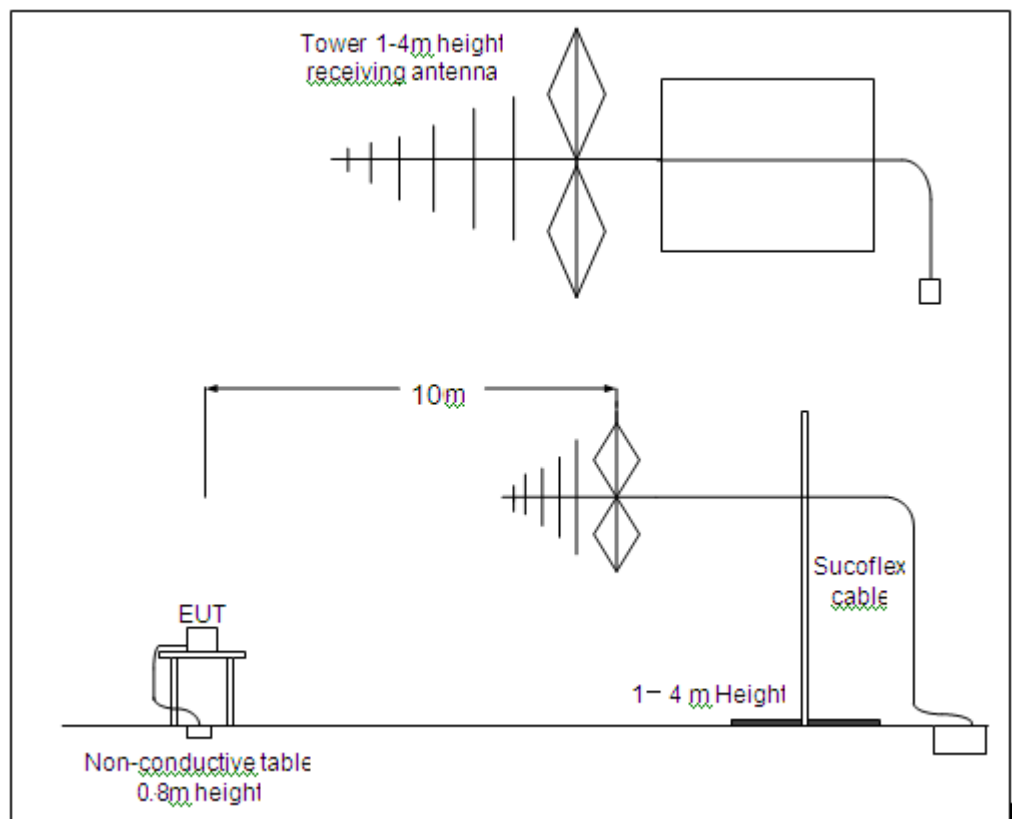 Tower 1-4m height
receiving antenna
10m
Sucoflex
cable
EUT
1- 4 m Height
Non-conductive table
0.8m height